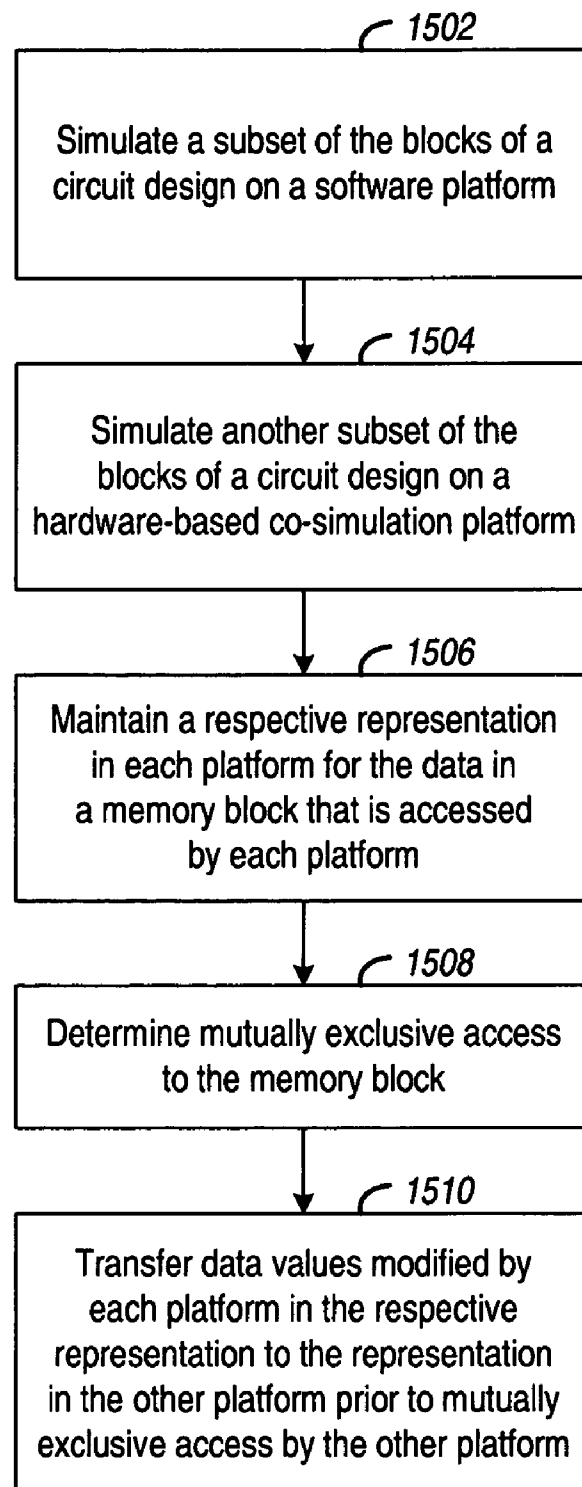 1502
Simulate a subset of the blocks of a
circuit design on a software platform
1504
Simulate another subset of the
blocks of a circuit design on a
hardware-based co-simulation platform
1506
Maintain a respective representation
in each platform for the data in
a memory block that is accessed
by each platform
1508
Determine mutually exclusive access
to the memory block
1510
Transfer data values modified by
each platform in the respective
representation to the representation
in the other platform prior to mutually
exclusive access by the other platform